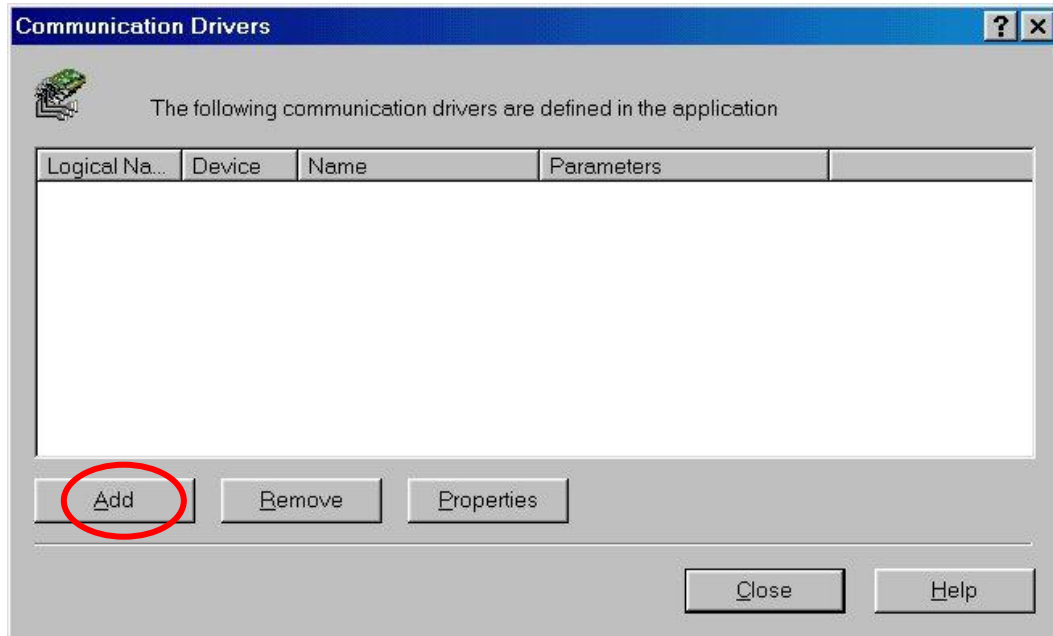 Communication Drivers
The following communication drivers are defined in the application
Logical Na... Device Name Parameters
Add Remove Properties
Close Help